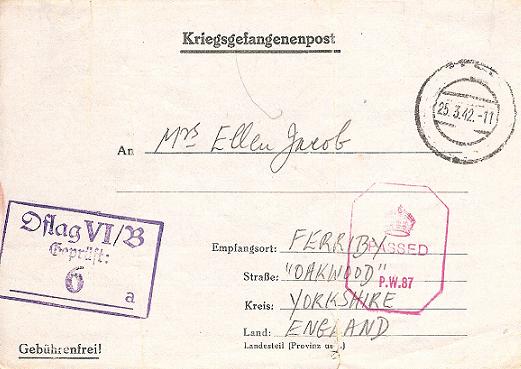 Kriegsgefangenenpost
25.3.42.-11
An Mrs Ellen Jacob
Oflag VI/B
Geprüft:
6 a
PASSED
P.W.87
Empfangsort: FERRIBY
Straße: "OAKWOOD"
Kreis: YORKSHIRE
Land: ENGLAND
Landesteil (Provinz
Gebührenfrei!